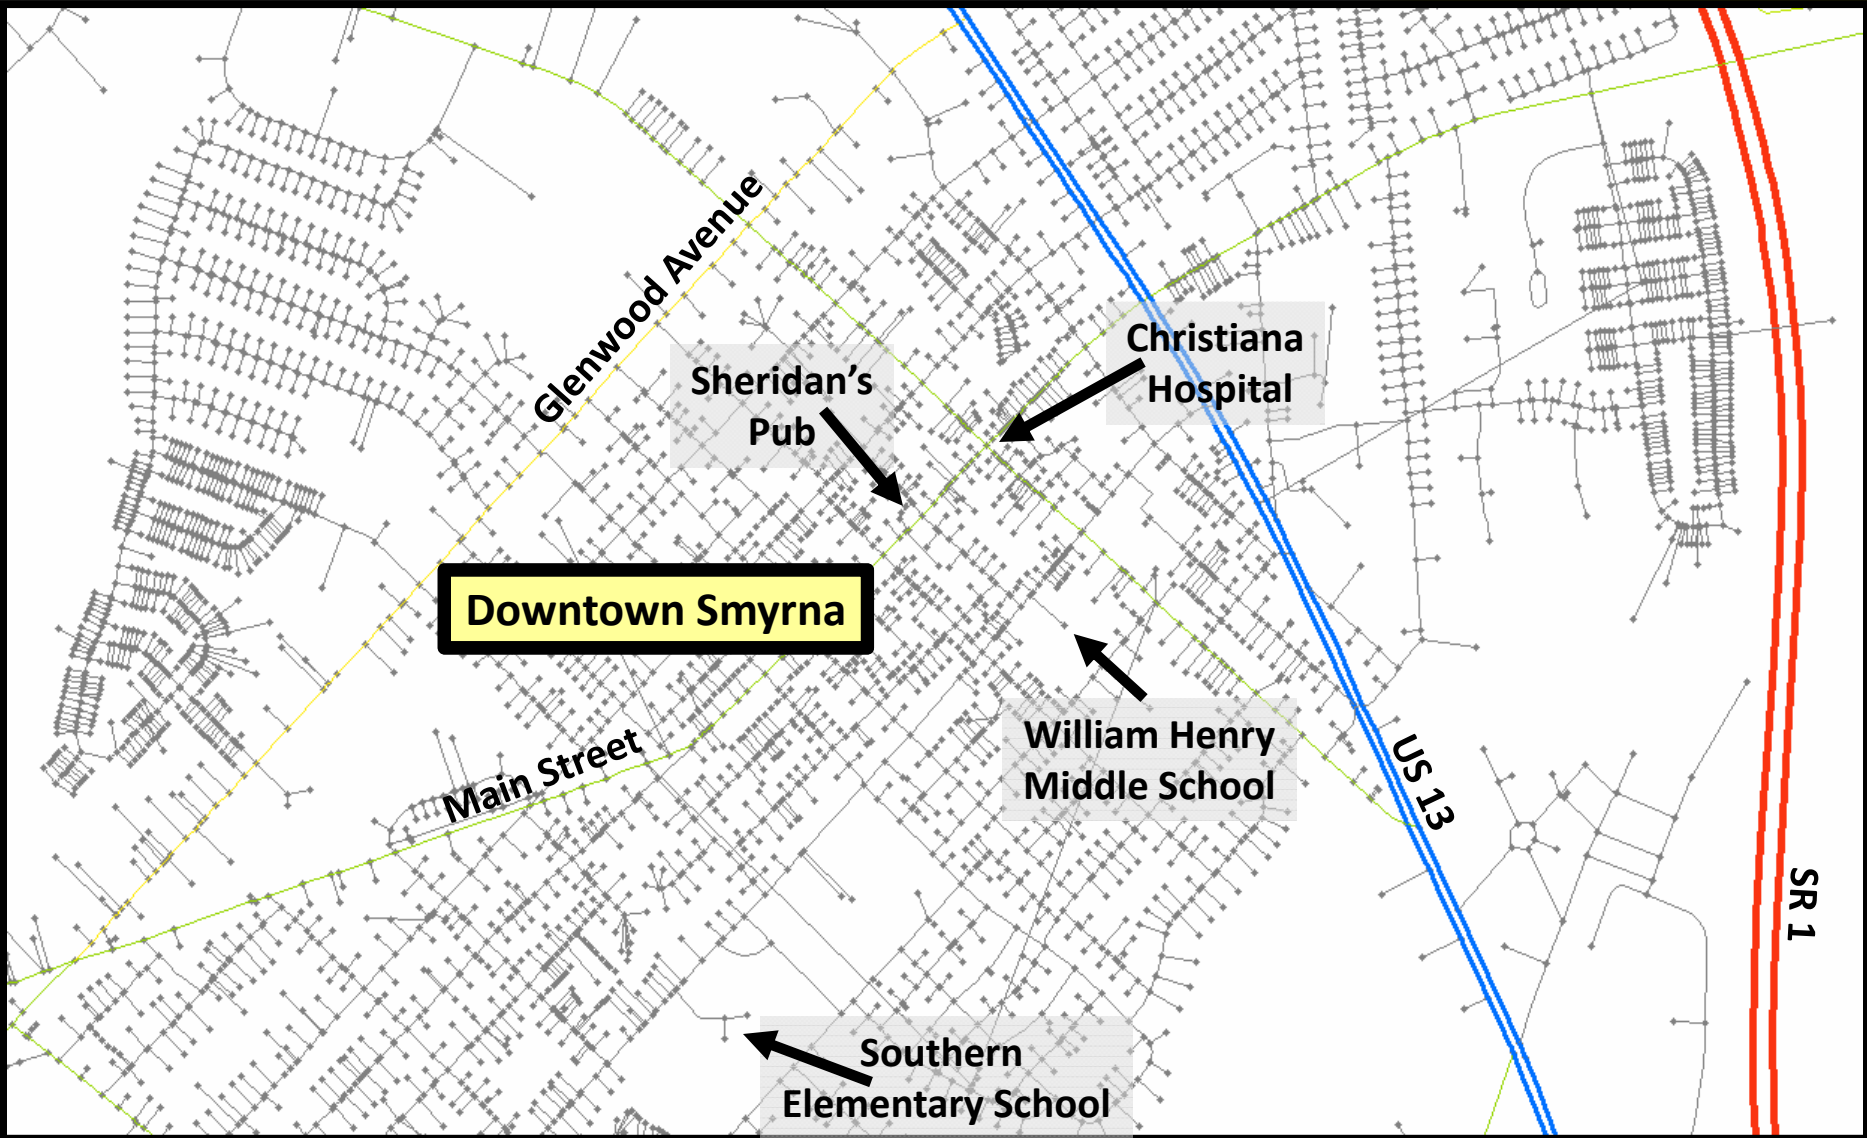 Glenwood Avenue
Christiana
Hospital
Sheridan’s
Pub
Downtown Smyrna
William Henry
Middle School
Main Street
US 13
SR 1
Southern
Elementary School